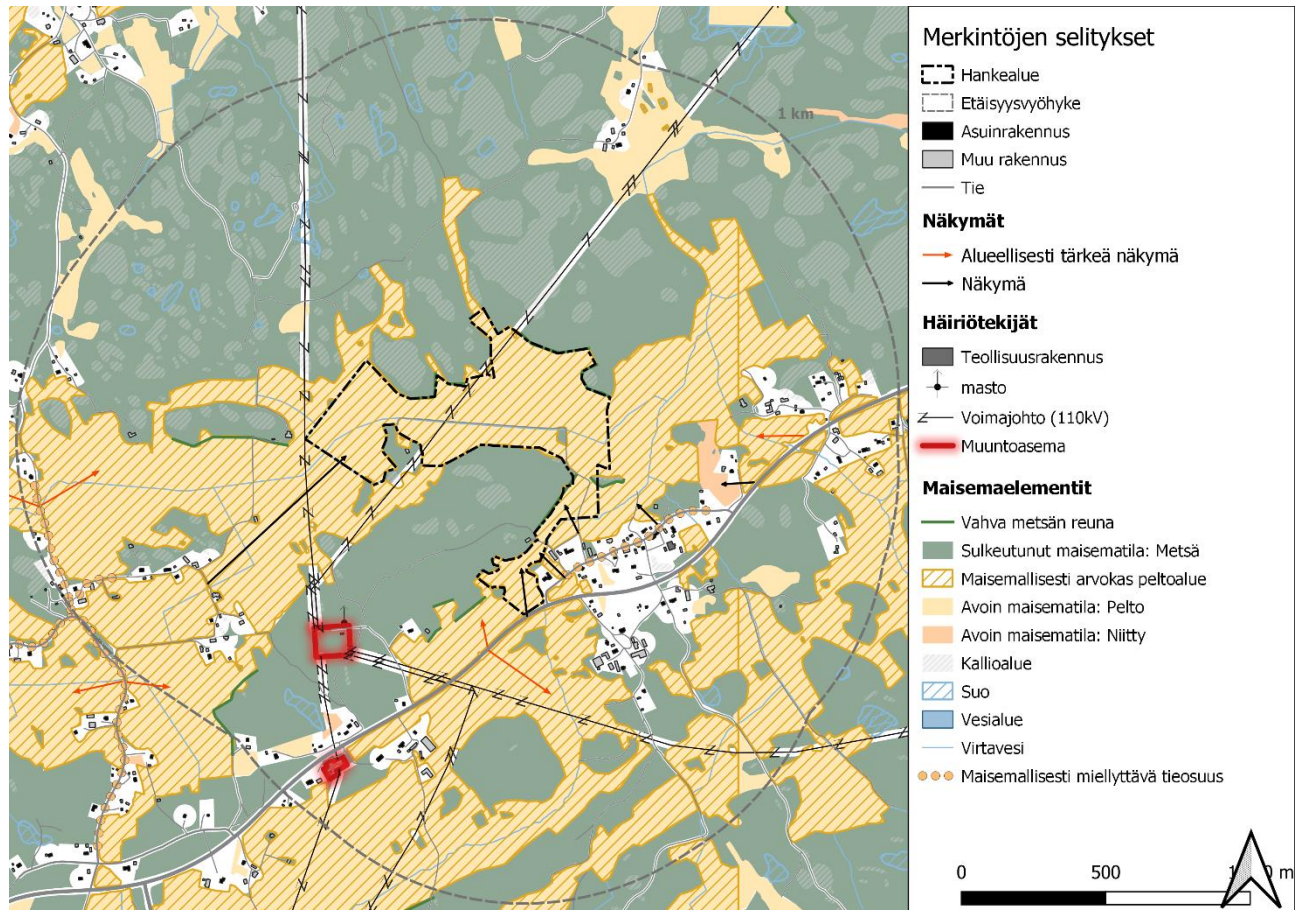 1 km
Merkintöjen selitykset
Hankealue
Etäisyysvyöhyke
Asuinrakennus
Muu rakennus
Tie
Näkymät
Alueellisesti tärkeä näkymä
Näkymä
Häiriötekijät
Teollisuusrakennus
masto
Voimajohto (110kV)
Muuntoasema
Maisemaelementit
Vahva metsän reuna
Sulkeutunut maisematila: Metsä
Maisemallisesti arvokas peltoalue
Avoin maisematila: Pelto
Avoin maisematila: Niitty
Kallioalue
Suo
Vesialue
Virtavesi
Maisemallisesti miellyttävä tieosuus
0 500 m